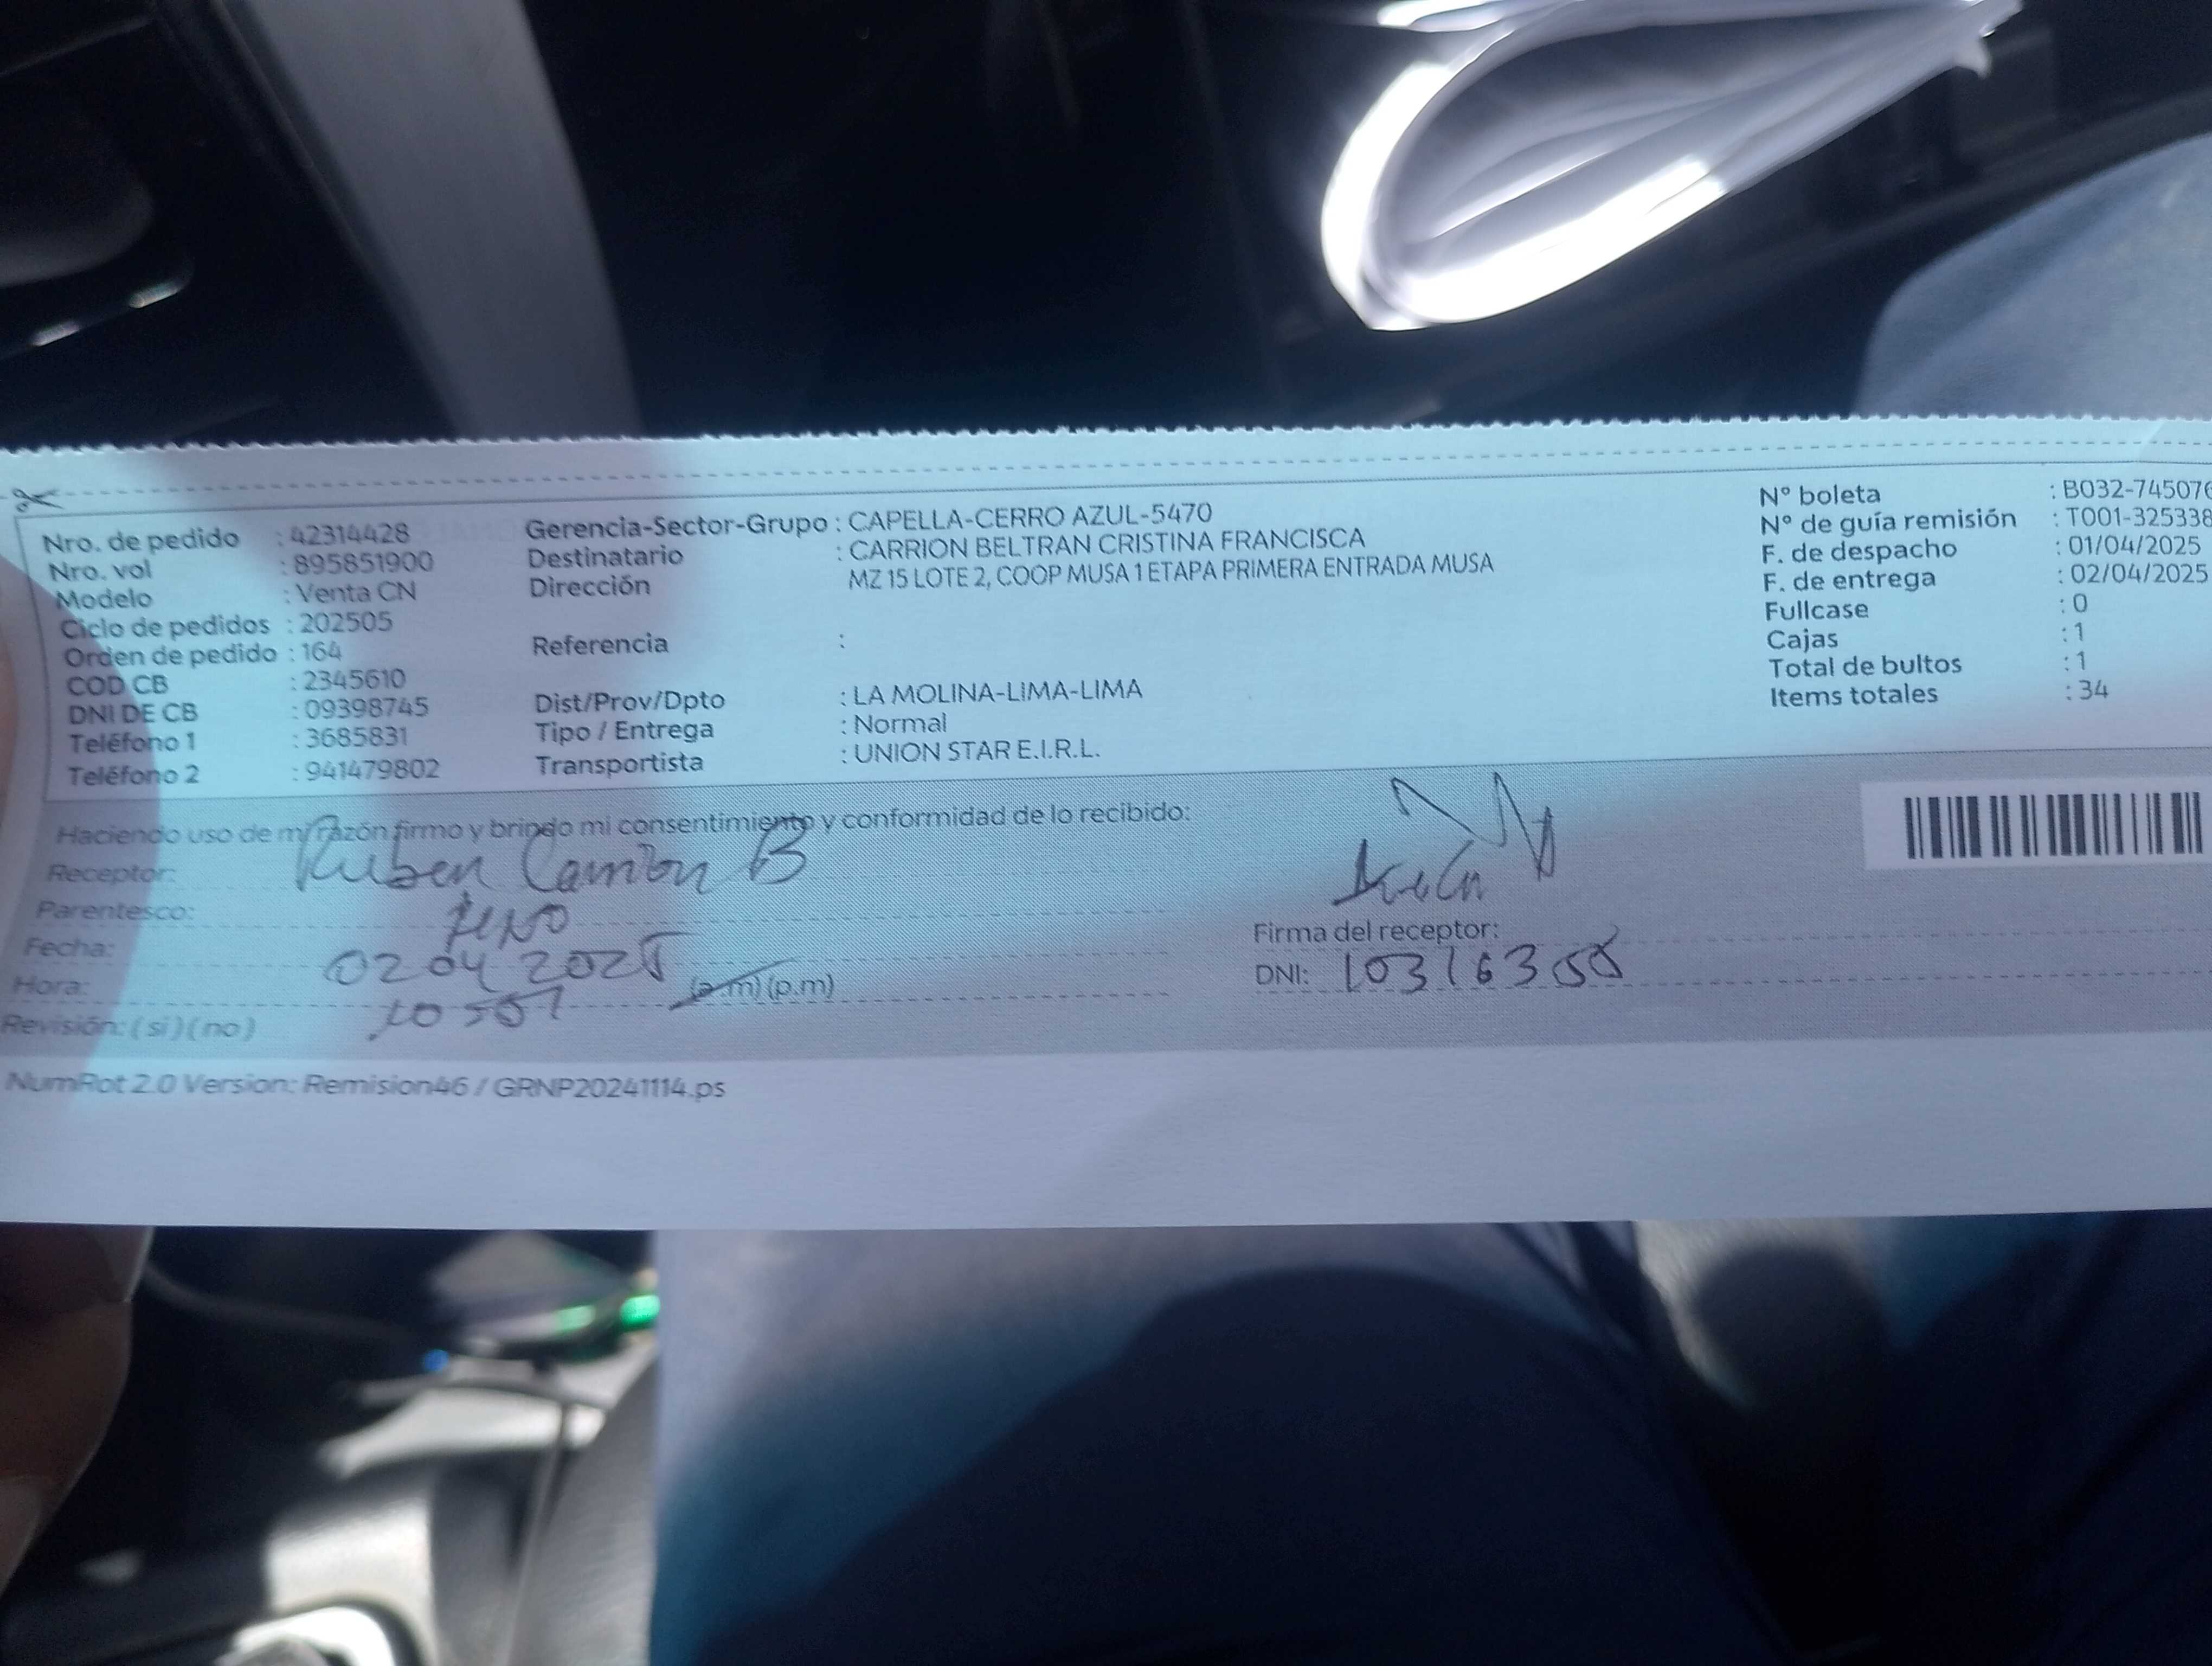 Nro. de pedido : 42314428
Nro. vol : 895851900
Modelo : Venta CN
Ciclo de pedidos : 202505
Orden de pedido : 164
COD CB : 2345610
DNI DE CB : 09398745
Teléfono 1 : 3685831
Teléfono 2 : 941479802
Gerencia-Sector-Grupo : CAPELLA-CERRO AZUL-5470
Destinatario : CARRION BELTRAN CRISTINA FRANCISCA
Dirección MZ 15 LOTE 2, COOP MUSA 1 ETAPA PRIMERA ENTRADA MUSA
Referencia :
Dist/Prov/Dpto : LA MOLINA-LIMA-LIMA
Tipo / Entrega : Normal
Transportista : UNION STAR E.I.R.L.
N° boleta : B032-745076
N° de guía remisión : T001-325338
F. de despacho : 01/04/2025
F. de entrega : 02/04/2025
Fullcase : 0
Cajas : 1
Total de bultos : 1
Items totales : 34
Haciendo uso de mi razón firmo y brindo mi consentimiento y conformidad de lo recibido:
Receptor: Ruben Carrion B
Parentesco:
Fecha: 02 04 2025
Hora: (a.m)(p.m)
Revisión: (si)(no)
Firma del receptor:
DNI:
NumRot 2.0 Version: Remision46 / GRNP20241114.ps